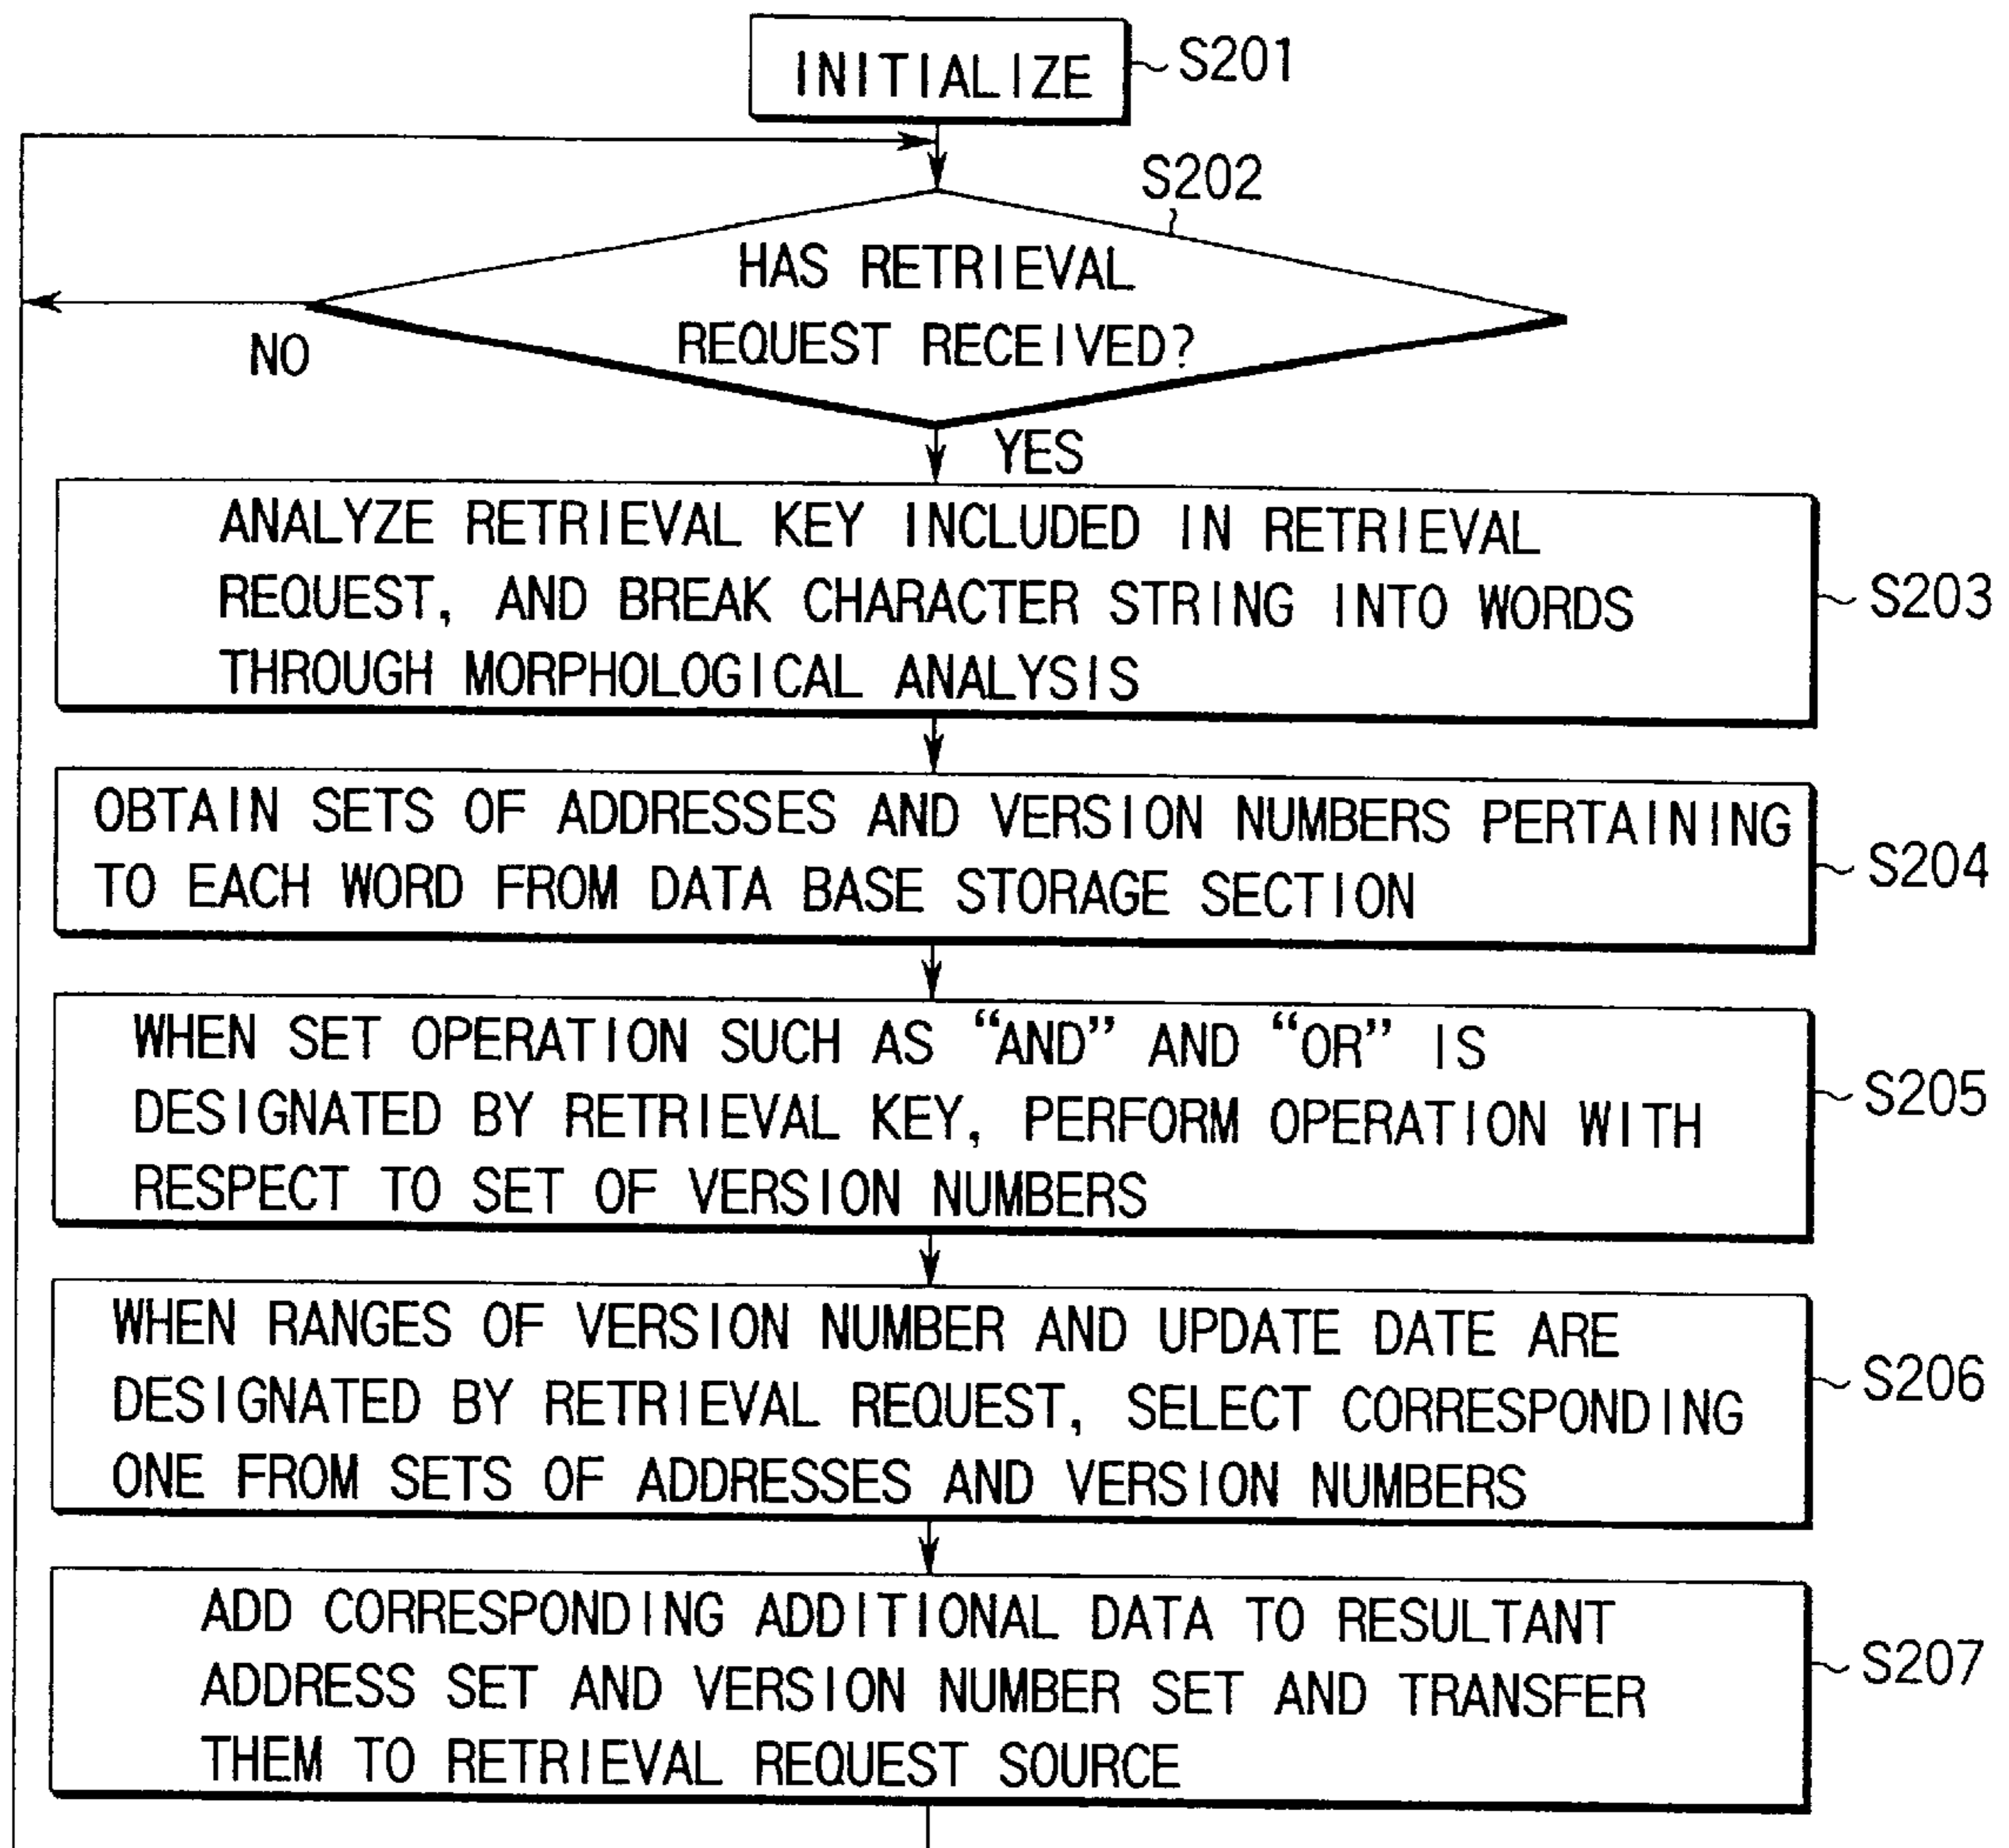 INITIALIZE
S201
S202
HAS RETRIEVAL
REQUEST RECEIVED?
NO
YES
ANALYZE RETRIEVAL KEY INCLUDED IN RETRIEVAL
REQUEST, AND BREAK CHARACTER STRING INTO WORDS
THROUGH MORPHOLOGICAL ANALYSIS
S203
OBTAIN SETS OF ADDRESSES AND VERSION NUMBERS PERTAINING
TO EACH WORD FROM DATA BASE STORAGE SECTION
S204
WHEN SET OPERATION SUCH AS “AND” AND “OR” IS
DESIGNATED BY RETRIEVAL KEY, PERFORM OPERATION WITH
RESPECT TO SET OF VERSION NUMBERS
S205
WHEN RANGES OF VERSION NUMBER AND UPDATE DATE ARE
DESIGNATED BY RETRIEVAL REQUEST, SELECT CORRESPONDING
ONE FROM SETS OF ADDRESSES AND VERSION NUMBERS
S206
ADD CORRESPONDING ADDITIONAL DATA TO RESULTANT
ADDRESS SET AND VERSION NUMBER SET AND TRANSFER
THEM TO RETRIEVAL REQUEST SOURCE
S207